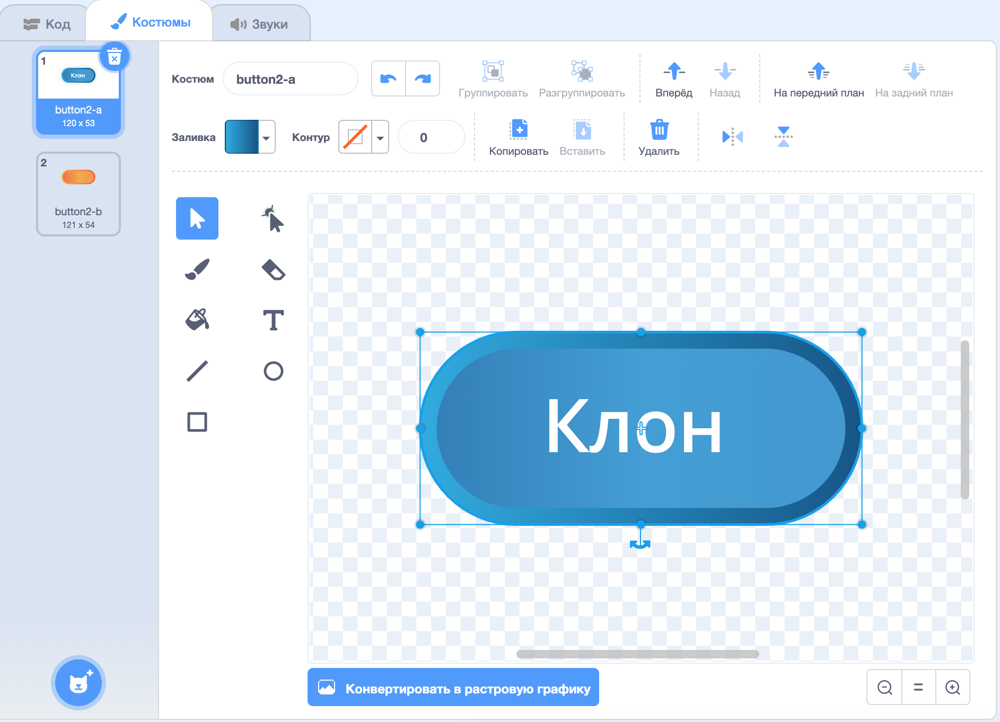 Код
Костюмы
Звуки
1
Клон
button2-a
120 x 53
2
button2-b
121 x 54
Костюм
button2-a
Группировать
Разгруппировать
Вперёд
Назад
На передний план
На задний план
Заливка
Контур
0
Копировать
Вставить
Удалить
Клон
Конвертировать в растровую графику